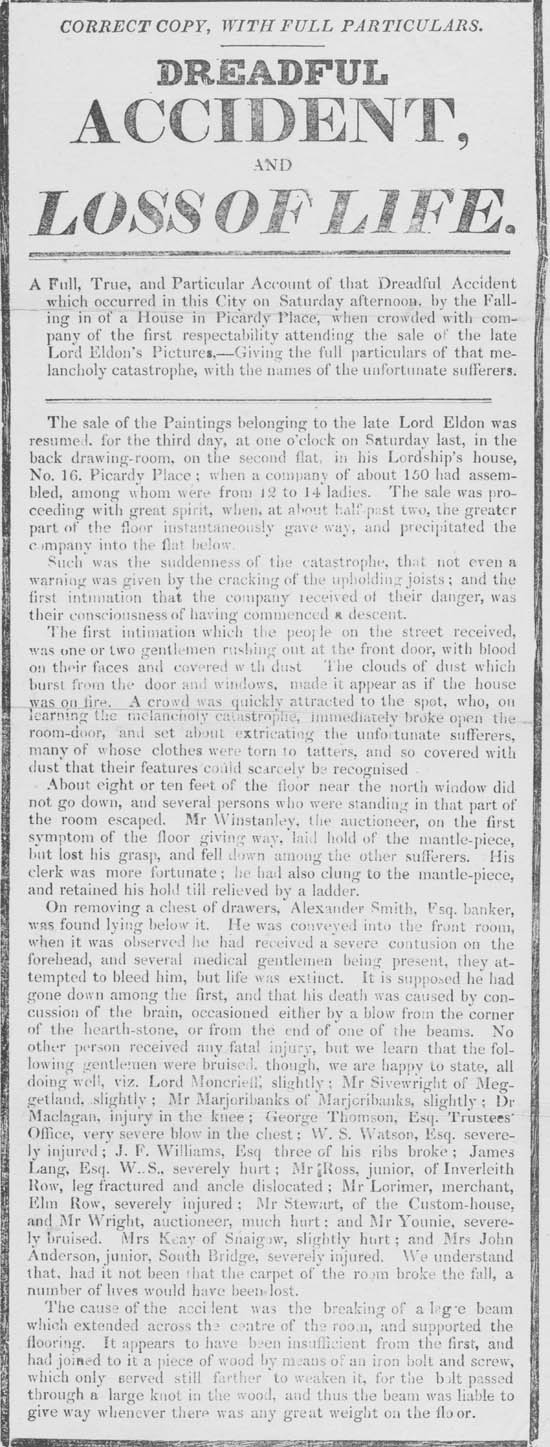 CORRECT COPY, WITH FULL PARTICULARS.
DREADFUL
ACCIDENT,
AND
LOSS OF LIFE.
A Full, True, and Particular Account of that Dreadful Accident
which occurred in this City on Saturday afternoon, by the Fall-
ing in of a House in Picardy Place, when crowded with com-
pany of the first respectability attending the sale of the late
Lord Eldon's Pictures,—Giving the full particulars of that me-
lancholy catastrophe, with the names of the unfortunate sufferers.
The sale of the Paintings belonging to the late Lord Eldon was
resumed, for the third day, at one o'clock on Saturday last, in the
back drawing-room, on the second flat, in his Lordship's house,
No. 16. Picardy Place; when a company of about 150 had assem-
bled, among whom were from 12 to 14 ladies. The sale was pro-
ceeding with great spirit, when, at about half-past two, the greater
part of the floor instantaneously gave way, and precipitated the
company into the flat below.
Such was the suddenness of the catastrophe, that not even a
warning was given by the cracking of the upholding joists; and the
first intimation that the company received of their danger, was
their consciousness of having commenced a descent.
The first intimation which the people on the street received,
was one or two gentlemen rushing out at the front door, with blood
on their faces and covered with dust The clouds of dust which
burst from the door and windows, made it appear as if the house
was on fire. A crowd was quickly attracted to the spot, who, on
learning the melancholy catastrophe, immediately broke open the
room-door, and set about extricating the unfortunate sufferers,
many of whose clothes were torn to tatters, and so covered with
dust that their features could scarcely be recognised
About eight or ten feet of the floor near the north window did
not go down, and several persons who were standing in that part of
the room escaped. Mr Winstanley, the auctioneer, on the first
symptom of the floor giving way, laid hold of the mantle-piece,
but lost his grasp, and fell down among the other sufferers. His
clerk was more fortunate; he had also clung to the mantle-piece,
and retained his hold till relieved by a ladder.
On removing a chest of drawers, Alexander Smith, Esq. banker,
was found lying below it. He was conveyed into the front room,
when it was observed he had received a severe contusion on the
forehead, and several medical gentlemen being present, they at-
tempted to bleed him, but life was extinct. It is supposed he had
gone down among the first, and that his death was caused by con-
cussion of the brain, occasioned either by a blow from the corner
of the hearth-stone, or from the end of one of the beams. No
other person received any fatal injury, but we learn that the fol-
lowing gentlemen were bruised, though, we are happy to state, all
doing well, viz. Lord Moncrieff, slightly; Mr Sivewright of Meg-
getland, slightly; Mr Marjoribanks of Marjoribanks, slightly; Dr
Maclagan, injury in the knee; George Thomson, Esq. Trustees'
Office, very severe blow in the chest; W. S. Watson, Esq. severe-
ly injured; J. F. Williams, Esq three of his ribs broke; James
Lang, Esq. W. S., severely hurt; Mr Ross, junior, of Inverleith
Row, leg fractured and ancle dislocated; Mr Lorimer, merchant,
Elm Row, severely injured; Mr Stewart, of the Custom-house,
and Mr Wright, auctioneer, much hurt; and Mr Younie, severe-
ly bruised. Mrs Keay of Snaigow, slightly hurt; and Mrs John
Anderson, junior, South Bridge, severely injured. We understand
that, had it not been that the carpet of the room broke the fall, a
number of lives would have been lost.
The cause of the accident was the breaking of a large beam
which extended across the centre of the room, and supported the
flooring. It appears to have been insufficient from the first, and
had joined to it a piece of wood by means of an iron bolt and screw,
which only served still farther to weaken it, for the bolt passed
through a large knot in the wood, and thus the beam was liable to
give way whenever there was any great weight on the floor.